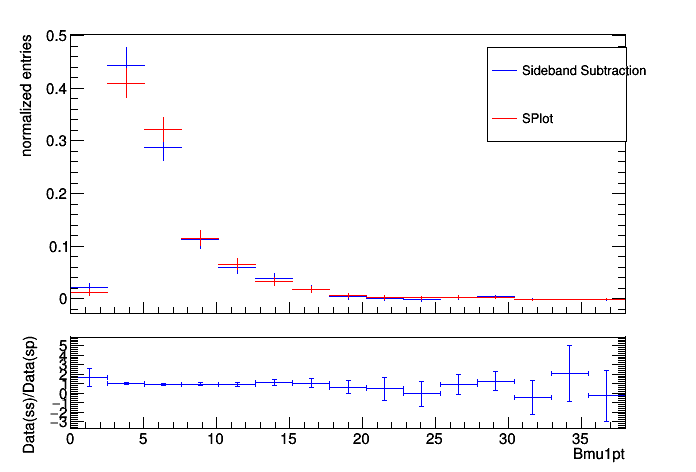 normalized entries
0.5
0.4
0.3
0.2
0.1
0
Sideband Subtraction
SPlot
Data(ss)/Data(sp)
5
4
3
2
1
0
−1
−2
−3
0 5 10 15 20 25 30 35
Bmu1pt